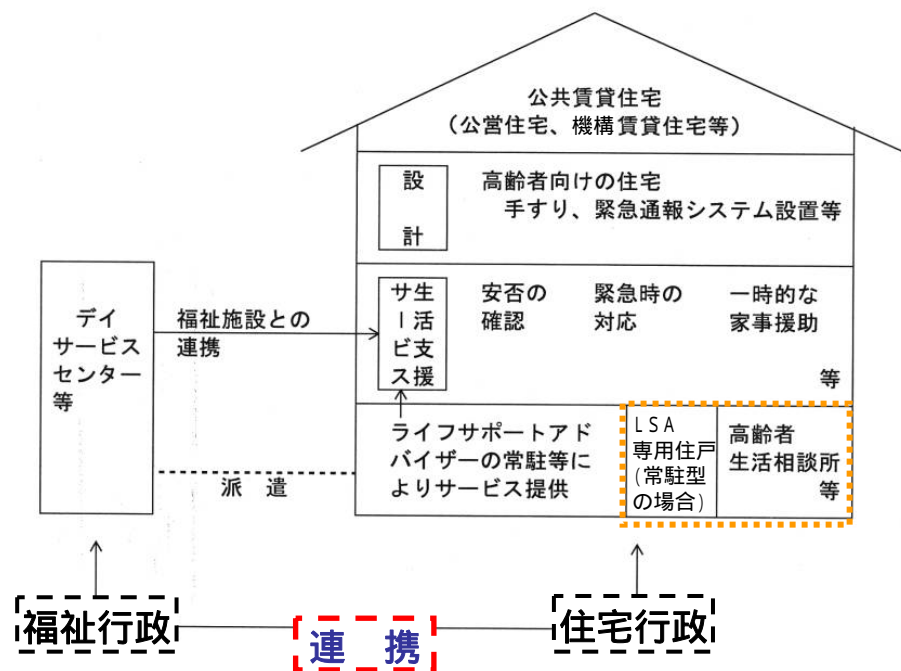 公共賃貸住宅
（公営住宅、機構賃貸住宅等）
設計
高齢者向けの住宅
手すり、緊急通報システム設置等
生活支援
サービス
安否の
確認
緊急時の
対応
一時的な
家事援助
等
デイ
サービス
センター
等
福祉施設との
連携
ライフサポートアド
バイザーの常駐等に
よりサービス提供
LSA
専用住戸
(常駐型
の場合)
高齢者
生活相談所
等
派 遣
福祉行政
連 携
住宅行政